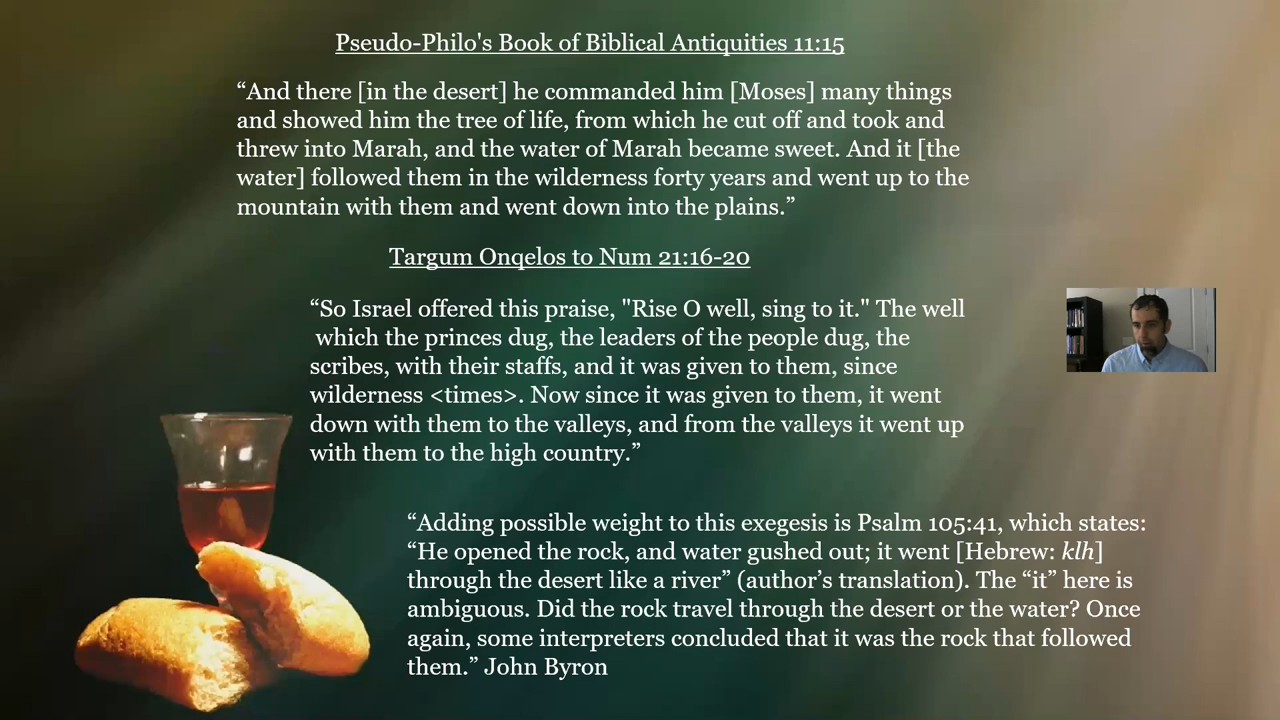 Pseudo-Philo's Book of Biblical Antiquities 11:15
“And there [in the desert] he commanded him [Moses] many things
and showed him the tree of life, from which he cut off and took and
threw into Marah, and the water of Marah became sweet. And it [the
water] followed them in the wilderness forty years and went up to the
mountain with them and went down into the plains.”
Targum Onqelos to Num 21:16-20
“So Israel offered this praise, "Rise O well, sing to it." The well
which the princes dug, the leaders of the people dug, the
scribes, with their staffs, and it was given to them, since
wilderness <times>. Now since it was given to them, it went
down with them to the valleys, and from the valleys it went up
with them to the high country.”
“Adding possible weight to this exegesis is Psalm 105:41, which states:
“He opened the rock, and water gushed out; it went [Hebrew: klh]
through the desert like a river” (author’s translation). The “it” here is
ambiguous. Did the rock travel through the desert or the water? Once
again, some interpreters concluded that it was the rock that followed
them.” John Byron